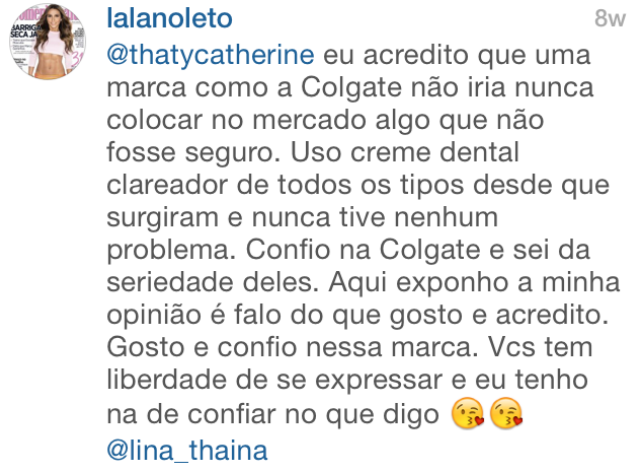 lalanoleto 8w
@thatycatherine eu acredito que uma
marca como a Colgate não iria nunca
colocar no mercado algo que não
fosse seguro. Uso creme dental
clareador de todos os tipos desde que
surgiram e nunca tive nenhum
problema. Confio na Colgate e sei da
seriedade deles. Aqui exponho a minha
opinião é falo do que gosto e acredito.
Gosto e confio nessa marca. Vcs tem
liberdade de se expressar e eu tenho
na de confiar no que digo 😘😘
@lina_thaina